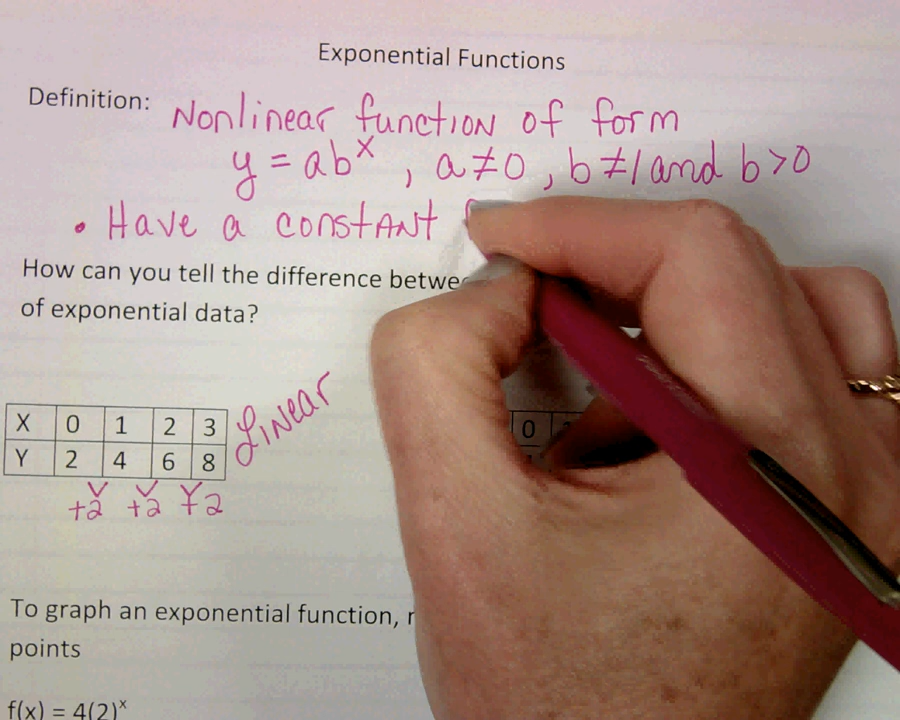 Exponential Functions
Definition: Nonlinear function of form
y = abˣ , a ≠ 0 , b ≠ 1 and b > 0
• Have a constant
How can you tell the difference
of exponential data?
X 0 1 2 3
Y 2 4 6 8
Linear
0
+2 +2 +2
To graph an exponential function,
points
f(x) = 4(2)ˣ